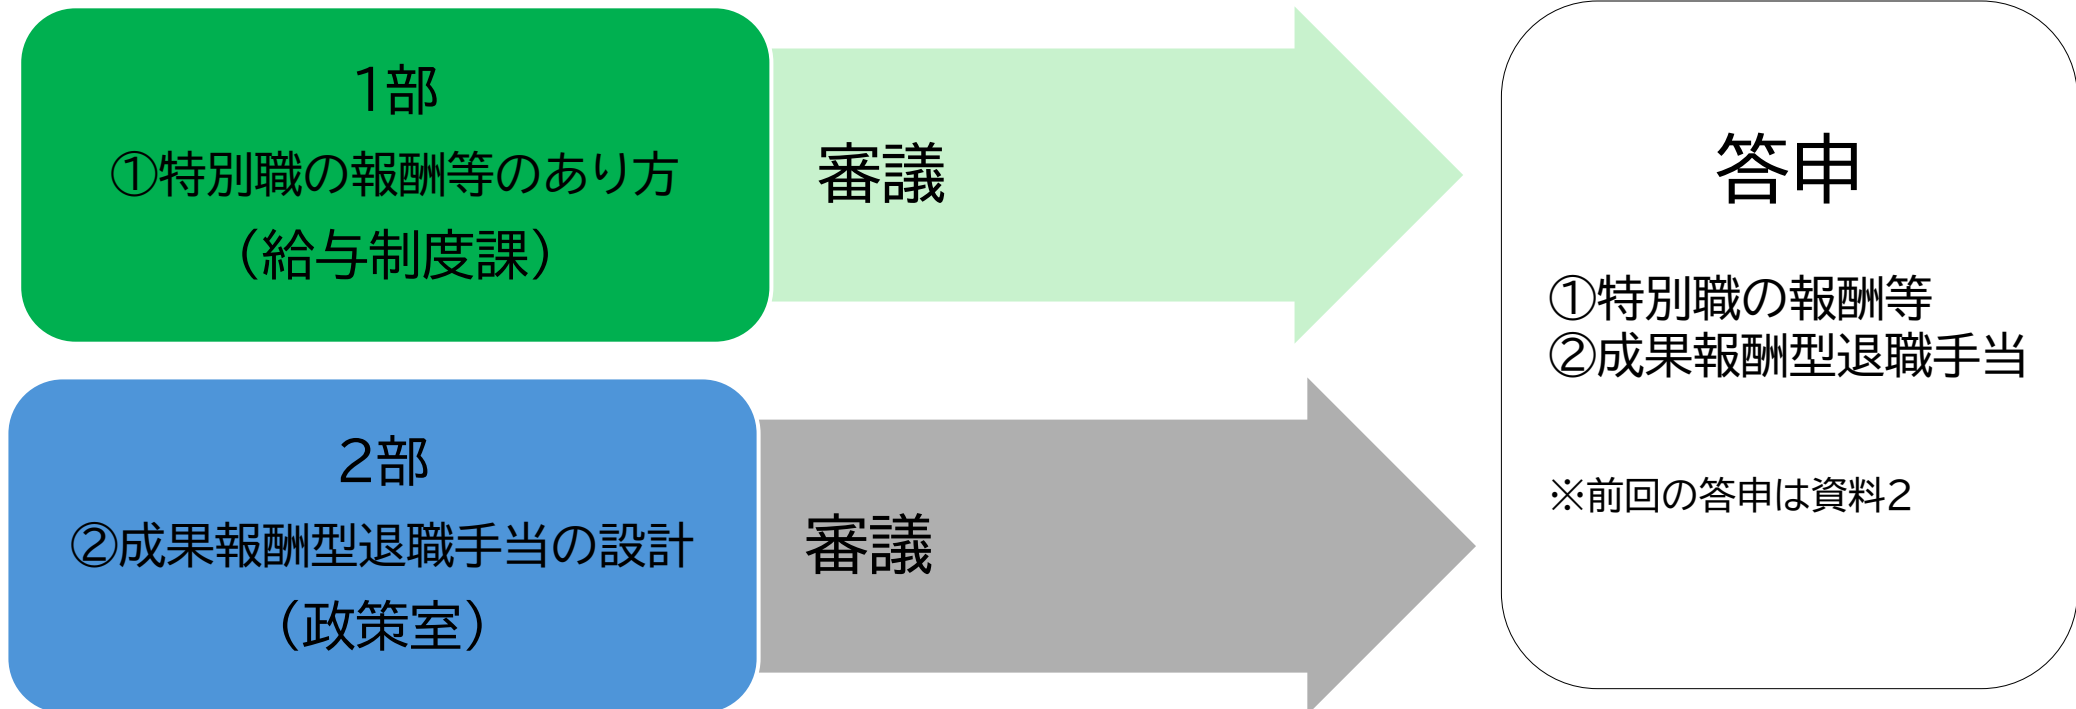 1部
①特別職の報酬等のあり方
（給与制度課）
審議
2部
②成果報酬型退職手当の設計
（政策室）
審議
答申
①特別職の報酬等
②成果報酬型退職手当
※前回の答申は資料2